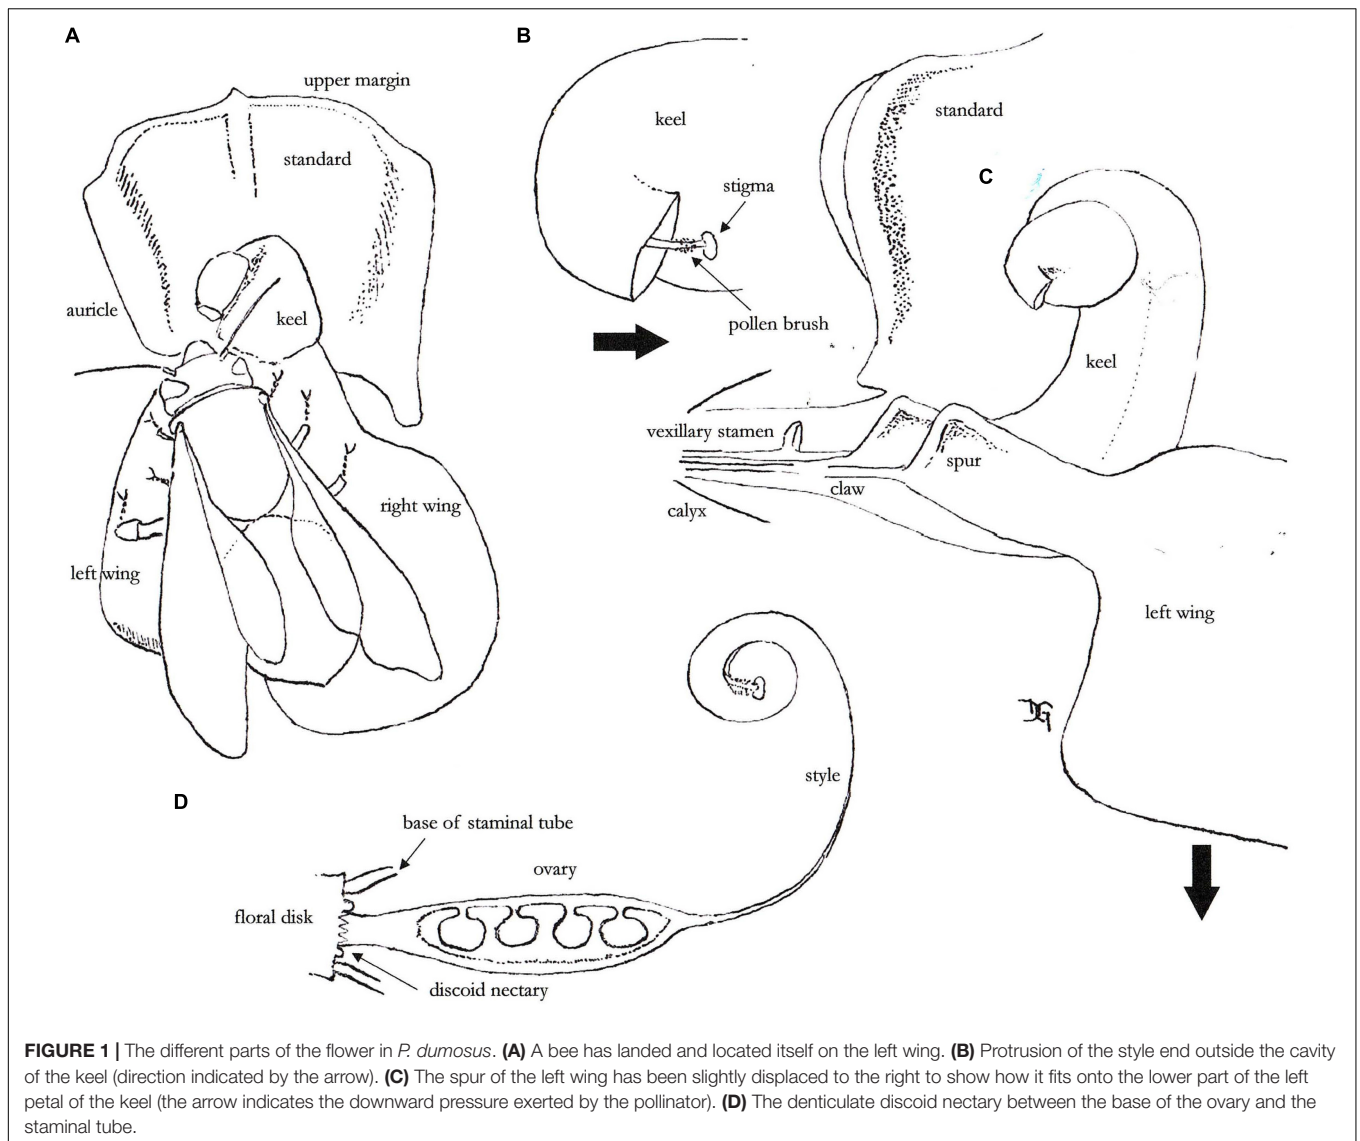 A
upper margin
standard
auricle
keel
right wing
left wing
B
keel
stigma
pollen brush
standard
C
keel
vexillary stamen
spur
claw
calyx
left wing
DG
D
style
base of staminal tube
ovary
floral disk
discoid nectary
FIGURE 1 | The different parts of the flower in P. dumosus. (A) A bee has landed and located itself on the left wing. (B) Protrusion of the style end outside the cavity
of the keel (direction indicated by the arrow). (C) The spur of the left wing has been slightly displaced to the right to show how it fits onto the lower part of the left
petal of the keel (the arrow indicates the downward pressure exerted by the pollinator). (D) The denticulate discoid nectary between the base of the ovary and the
staminal tube.